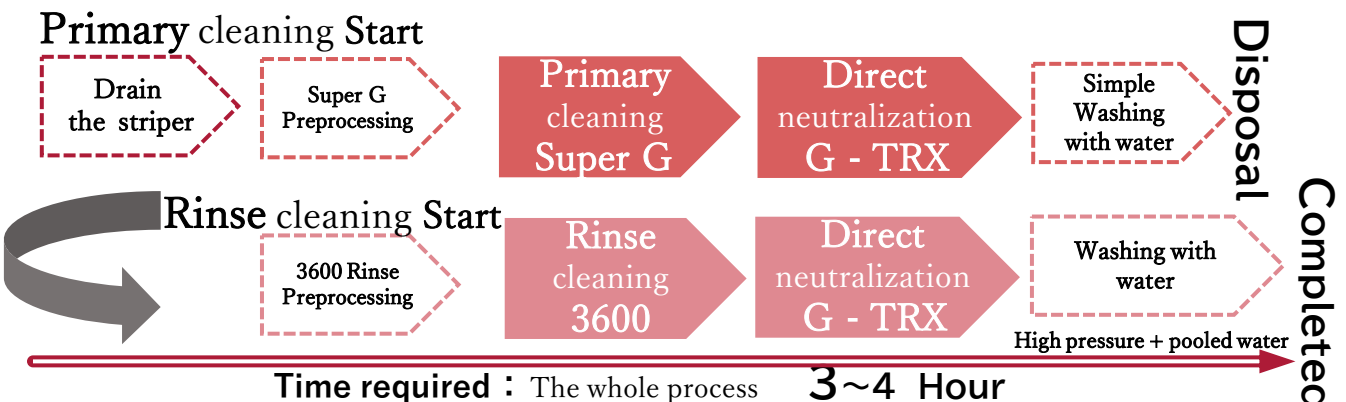 Primary cleaning Start
Drain
the striper
Super G
Preprocessing
Primary
cleaning
Super G
Direct
neutralization
G - TRX
Simple
Washing
with water
Disposal
Rinse cleaning Start
3600 Rinse
Preprocessing
Rinse
cleaning
3600
Direct
neutralization
G - TRX
Washing with
water
High pressure + pooled water
Completed
Time required : The whole process 3~4 Hour